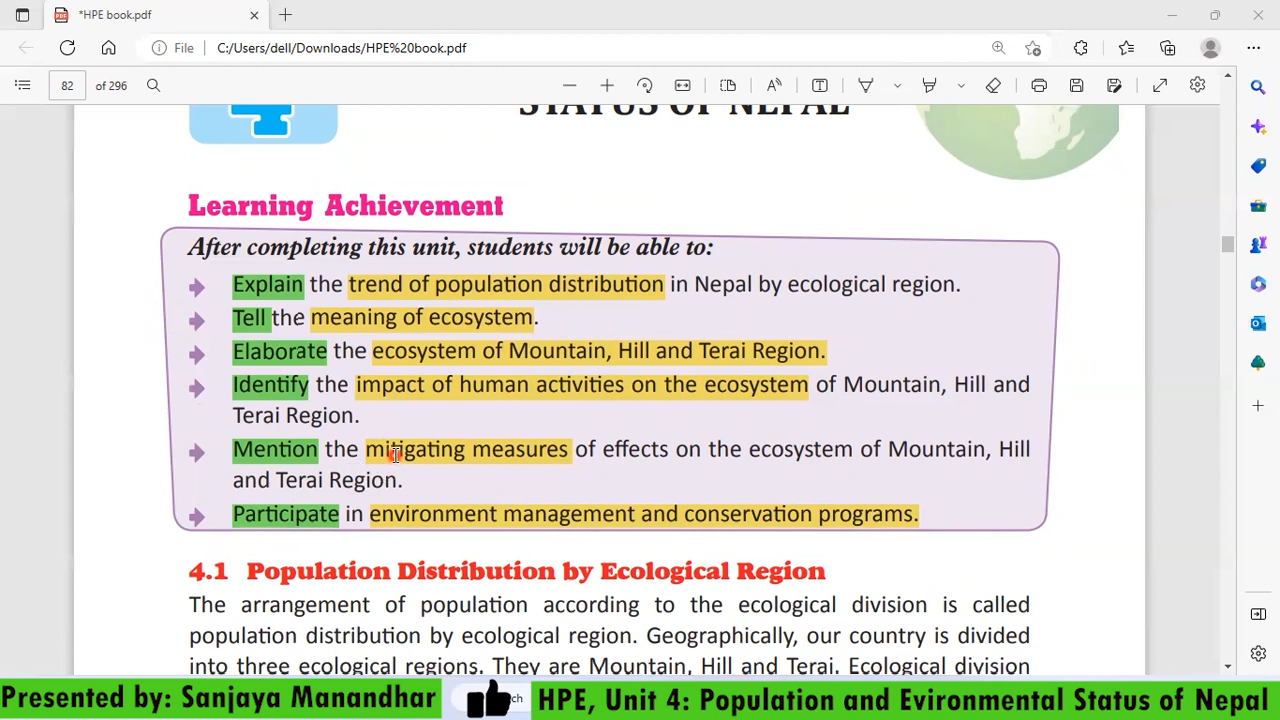 *HPE book.pdf
File C:/Users/dell/Downloads/HPE%20book.pdf
82 of 296
STATUS OF NEPAL
Learning Achievement
After completing this unit, students will be able to:
Explain the trend of population distribution in Nepal by ecological region.
Tell the meaning of ecosystem.
Elaborate the ecosystem of Mountain, Hill and Terai Region.
Identify the impact of human activities on the ecosystem of Mountain, Hill and
Terai Region.
Mention the mitigating measures of effects on the ecosystem of Mountain, Hill
and Terai Region.
Participate in environment management and conservation programs.
4.1 Population Distribution by Ecological Region
The arrangement of population according to the ecological division is called
population distribution by ecological region. Geographically, our country is divided
into three ecological regions. They are Mountain, Hill and Terai. Ecological division
Presented by: Sanjaya Manandhar
HPE, Unit 4: Population and Evironmental Status of Nepal